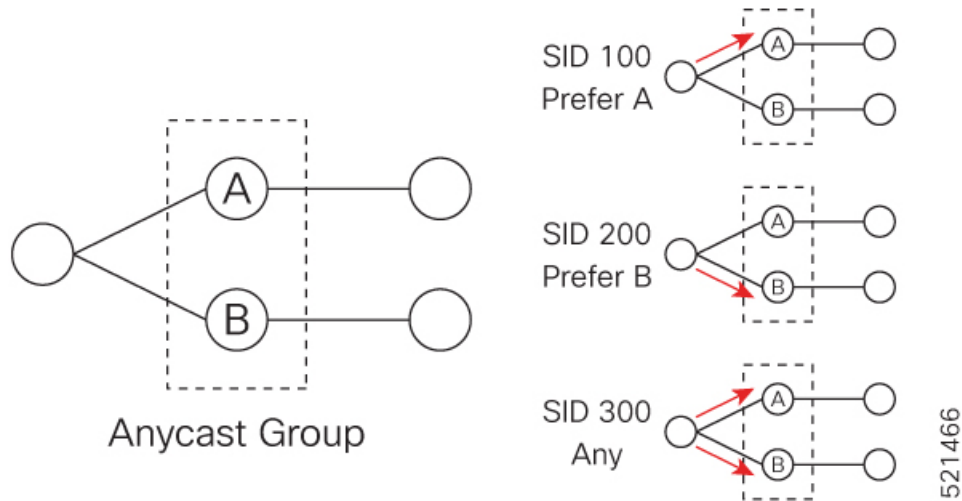 A
B
Anycast Group
SID 100
Prefer A
A
B
SID 200
Prefer B
A
B
SID 300
Any
A
B
521466